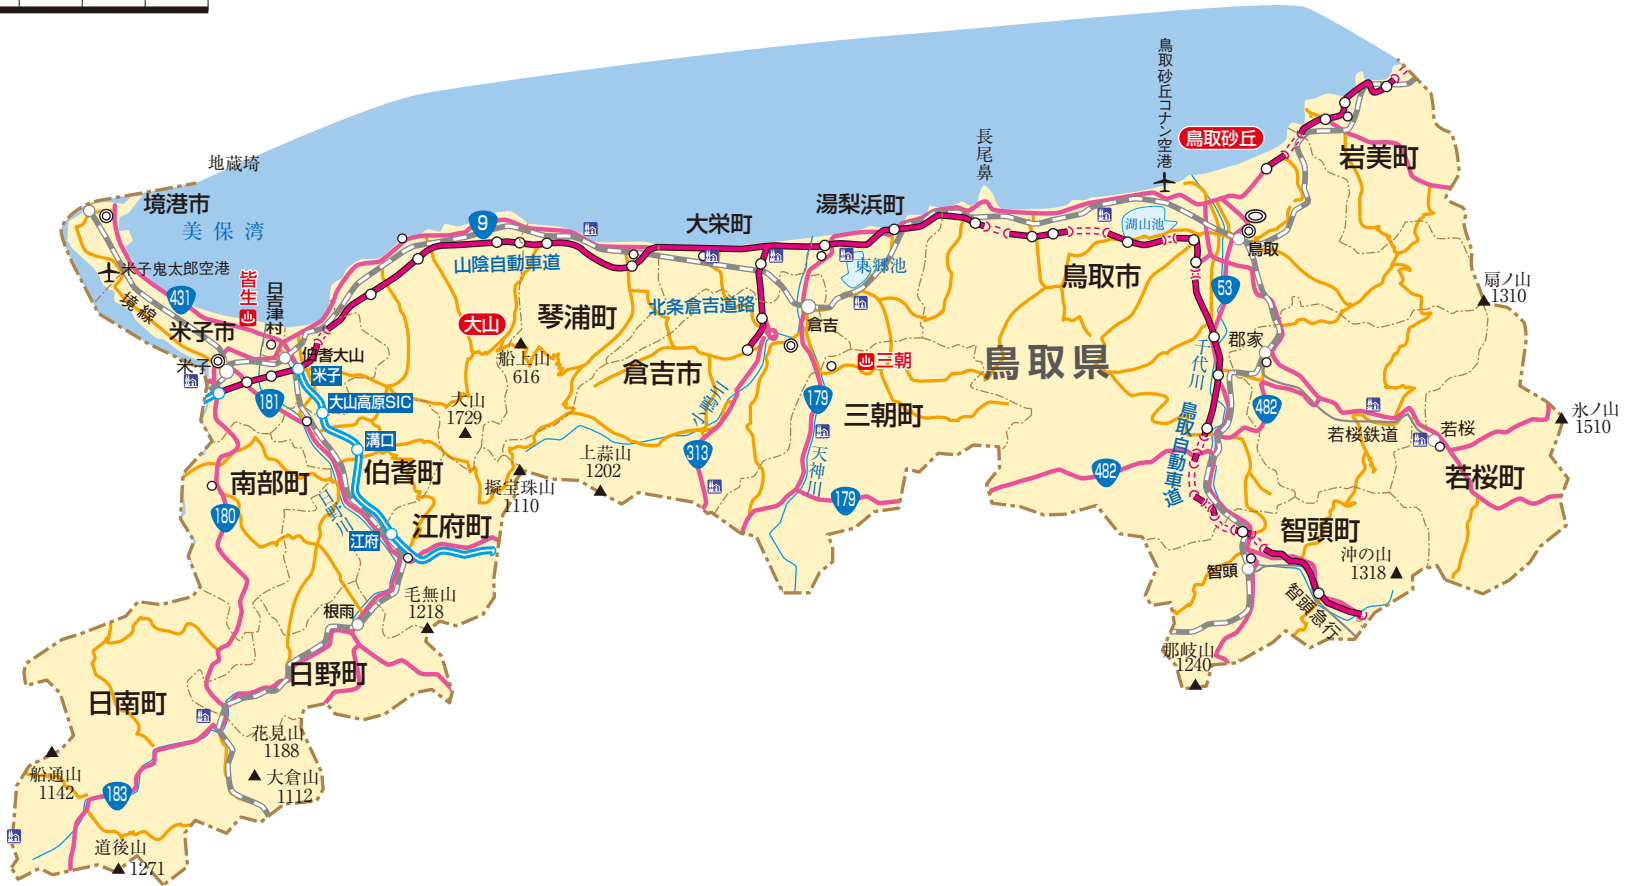 鳥取砂丘コナン空港
鳥取砂丘
長尾鼻
岩美町
地蔵埼
境港市
美保湾
9
大栄町
湯梨浜町
湖山池
鳥取
米子鬼太郎空港
境線
431
皆生
日吉津村
山陰自動車道
東郷池
鳥取市
53
扇ノ山
1310
米子市
米子
伯耆大山
米子
大山
琴浦町
船上山
616
北条倉吉道路
倉吉
倉吉市
三朝
鳥取県
郡家
千代川
181
大山高原SIC
大山
1729
小鴨川
179
三朝町
482
鳥取自動車道
若桜鉄道
若桜
氷ノ山
1510
溝口
伯耆町
南部町
日野川
上蒜山
1202
擬宝珠山
1110
313
天神川
179
482
若桜町
180
江府
江府町
智頭町
沖の山
1318
智頭
智頭急行
毛無山
1218
根雨
那岐山
1240
日野町
日南町
花見山
1188
大倉山
1112
船通山
1142
183
道後山
1271